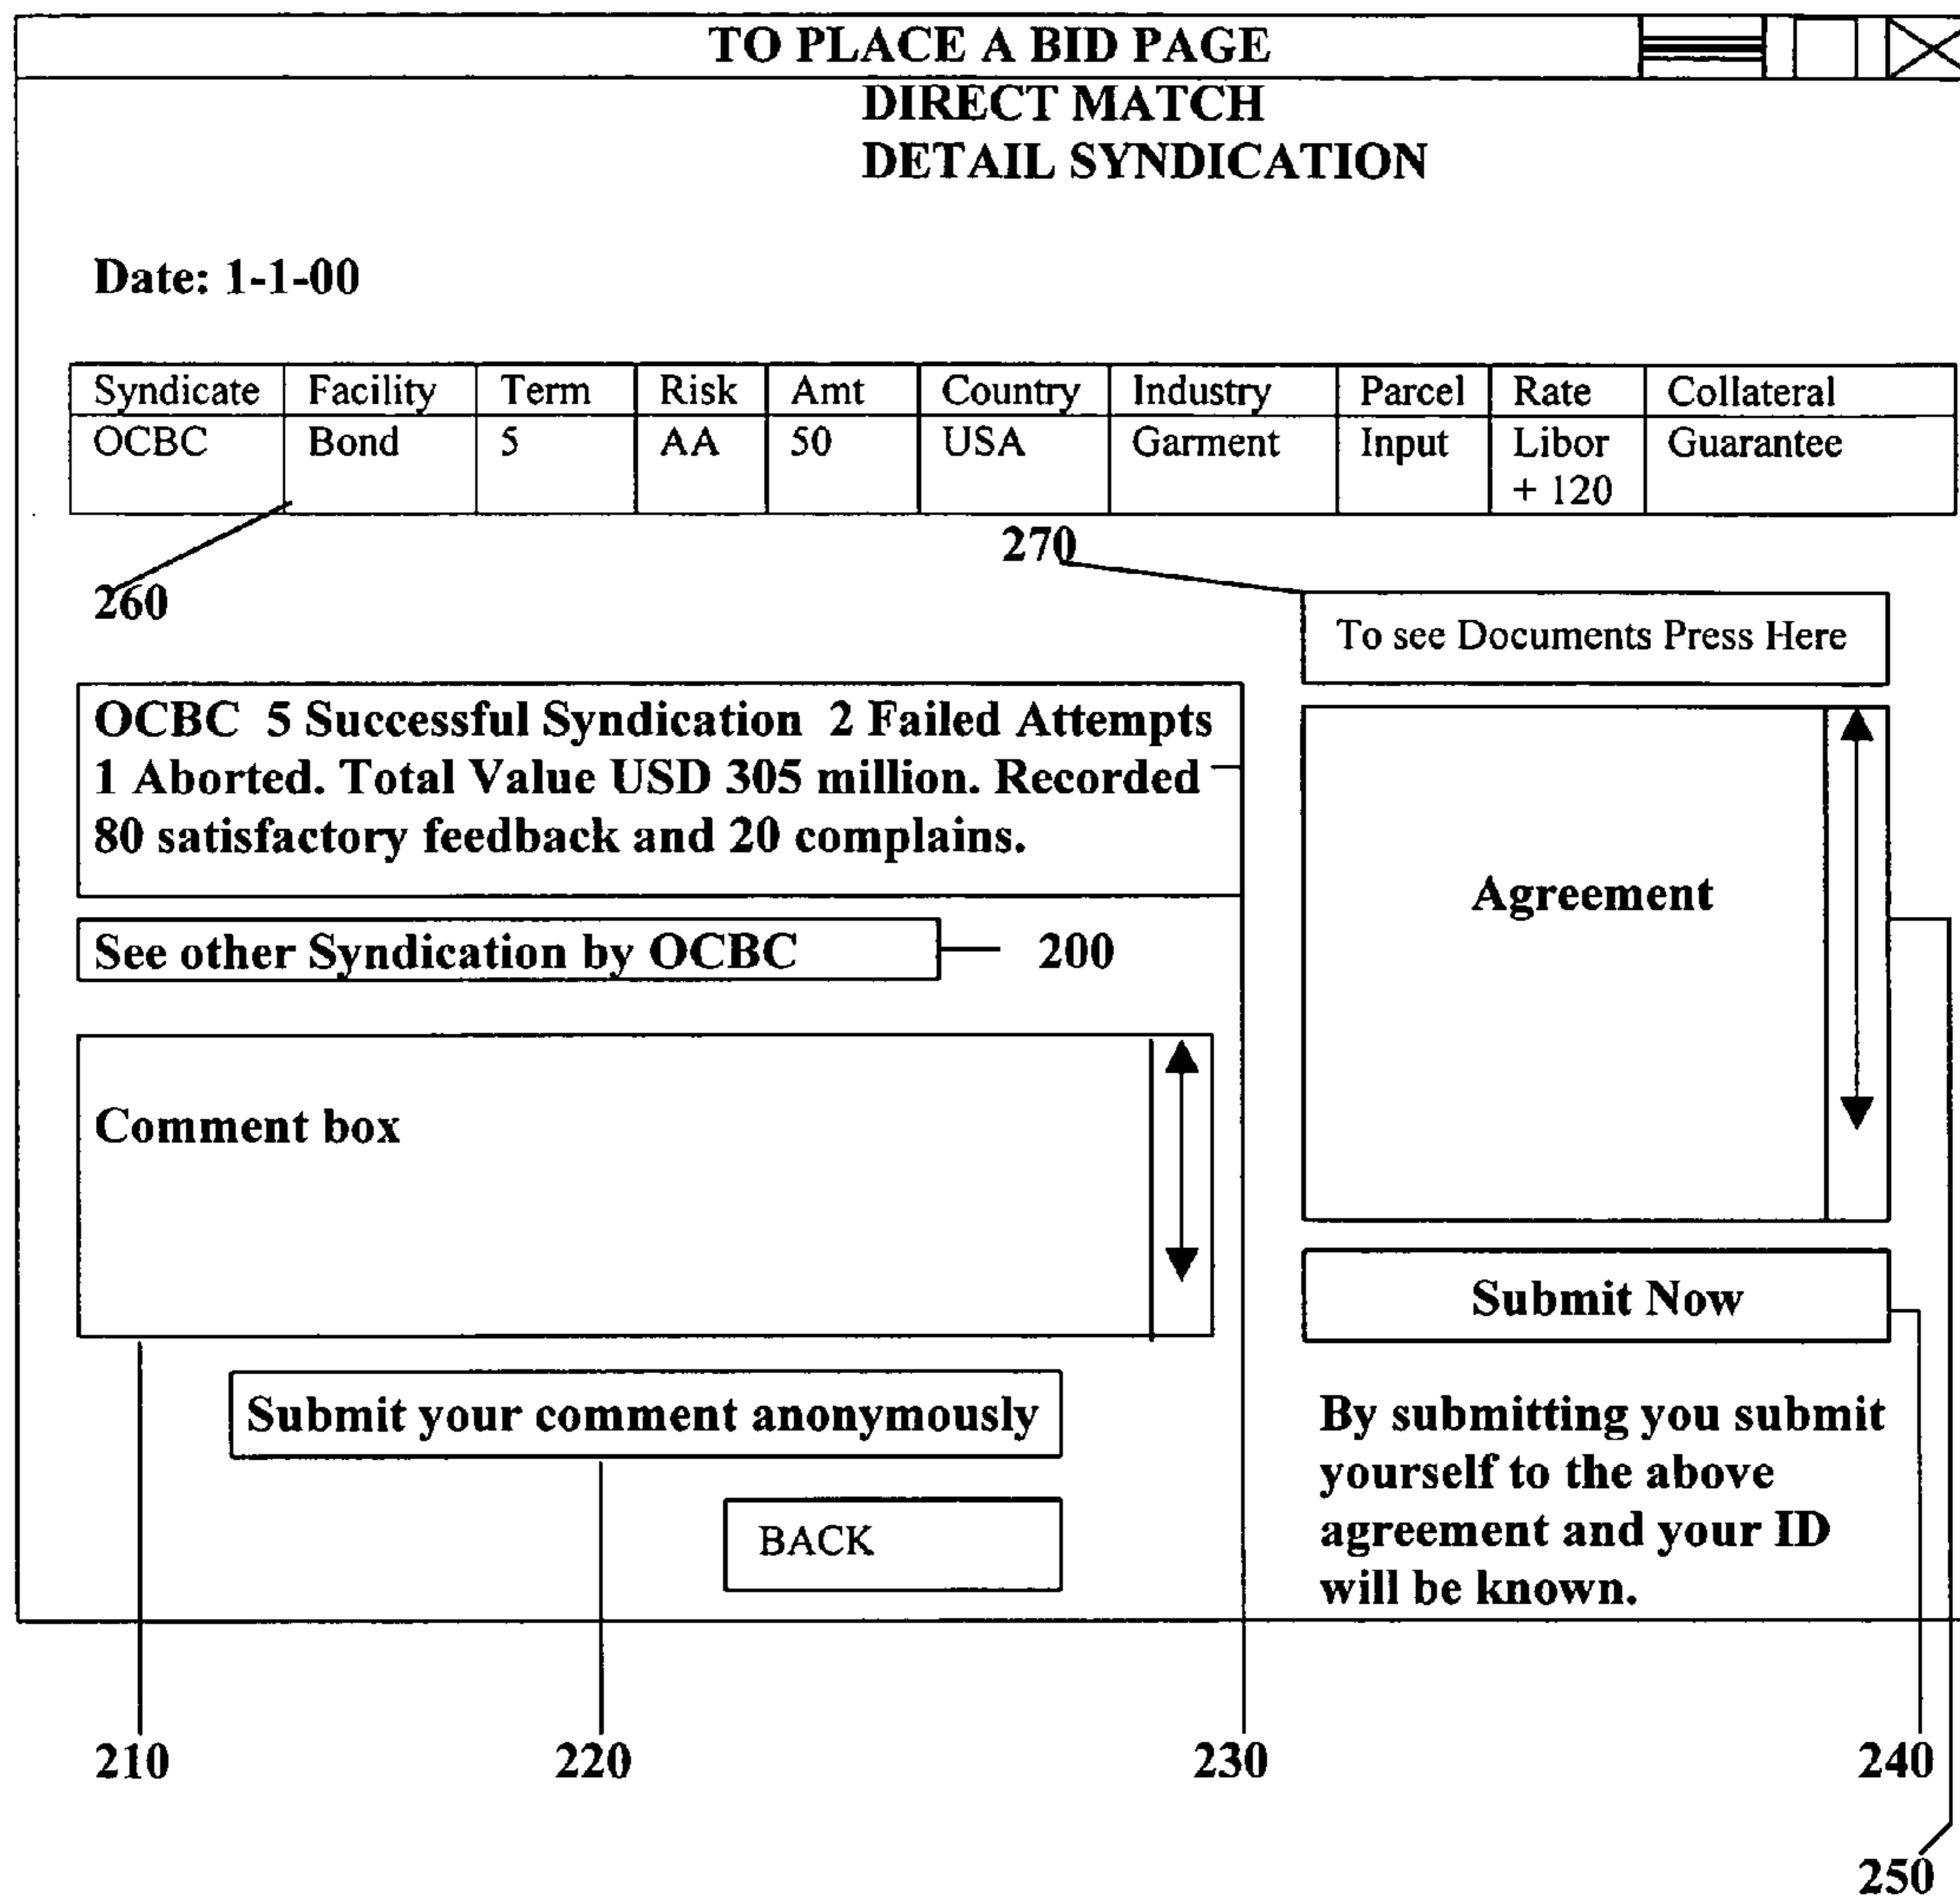 TO PLACE A BID PAGE
DIRECT MATCH
DETAIL SYNDICATION
Date: 1-1-00
Syndicate Facility Term Risk Amt Country Industry Parcel Rate Collateral
OCBC Bond 5 AA 50 USA Garment Input Libor Guarantee
+ 120
270
260
To see Documents Press Here
OCBC 5 Successful Syndication 2 Failed Attempts
1 Aborted. Total Value USD 305 million. Recorded
80 satisfactory feedback and 20 complains.
Agreement
See other Syndication by OCBC 200
Comment box
Submit Now
Submit your comment anonymously
BACK
By submitting you submit
yourself to the above
agreement and your ID
will be known.
210 220 230 240
250